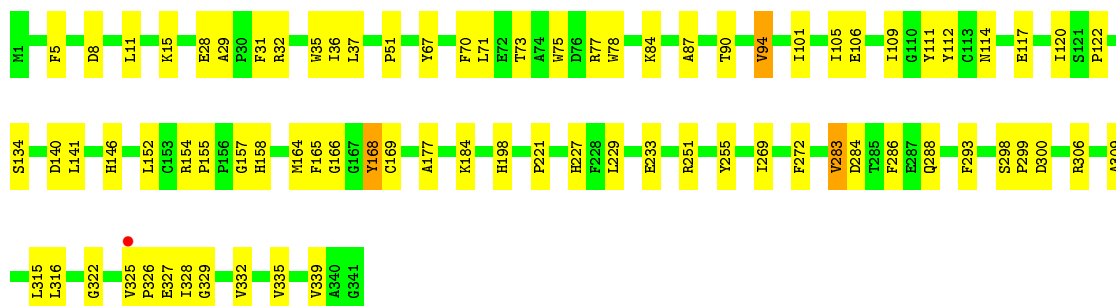 M1 F5 D8 L11 K15 E28 A29 P30 F31 R32 W35 I36 L37 P51 Y67 F70 L71 E72 T73 A74 W75 D76 R77 W78 K84 A87 T90 V94 I101 I105 E106 I109 G110 Y111 Y112 C113 N114 E117 I120 S121 P122
S134 D140 L141 H146 L152 C153 R154 P155 P156 G157 H158 M164 F165 G166 G167 Y168 C169 A177 K184 H198 P221 H227 F228 L229 E233 R251 Y255 I269 F272 V283 D284 T285 F286 E287 Q288 F293 S298 P299 D300 R306 A309
L315 L316 G322 V325 P326 E327 I328 G329 V332 V335 V339 A340 G341